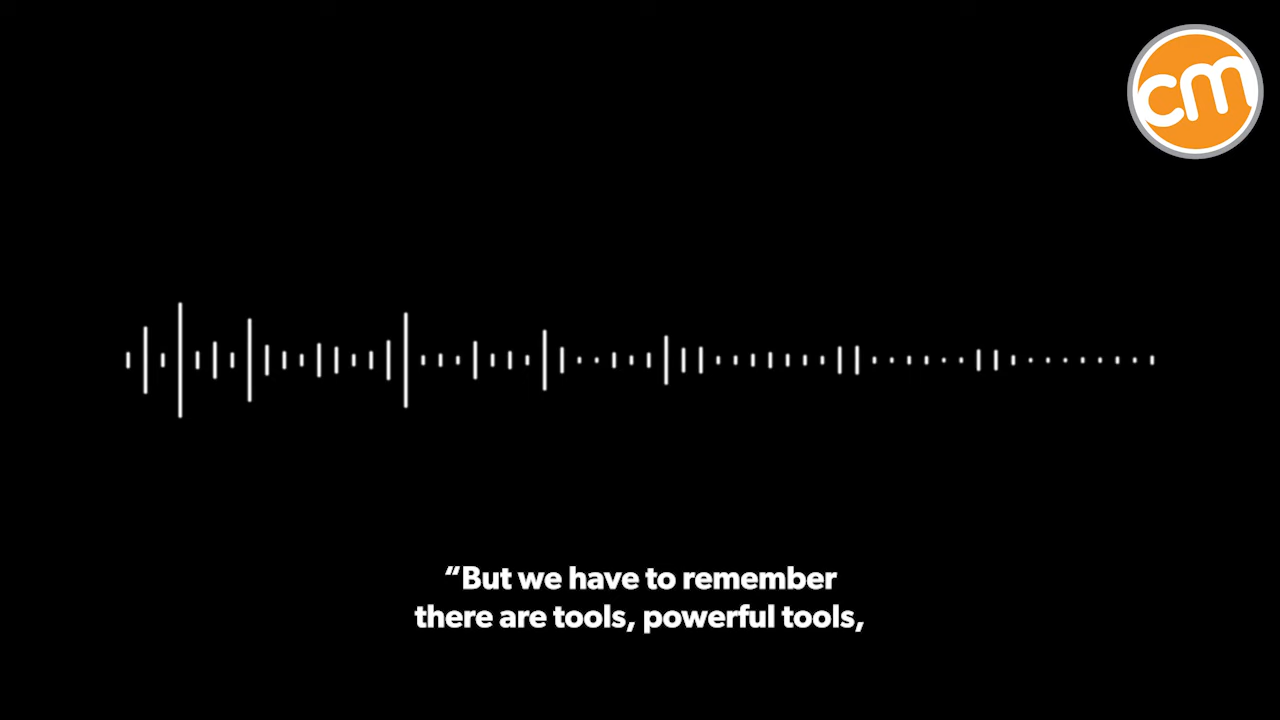 cm
“But we have to remember
there are tools, powerful tools,